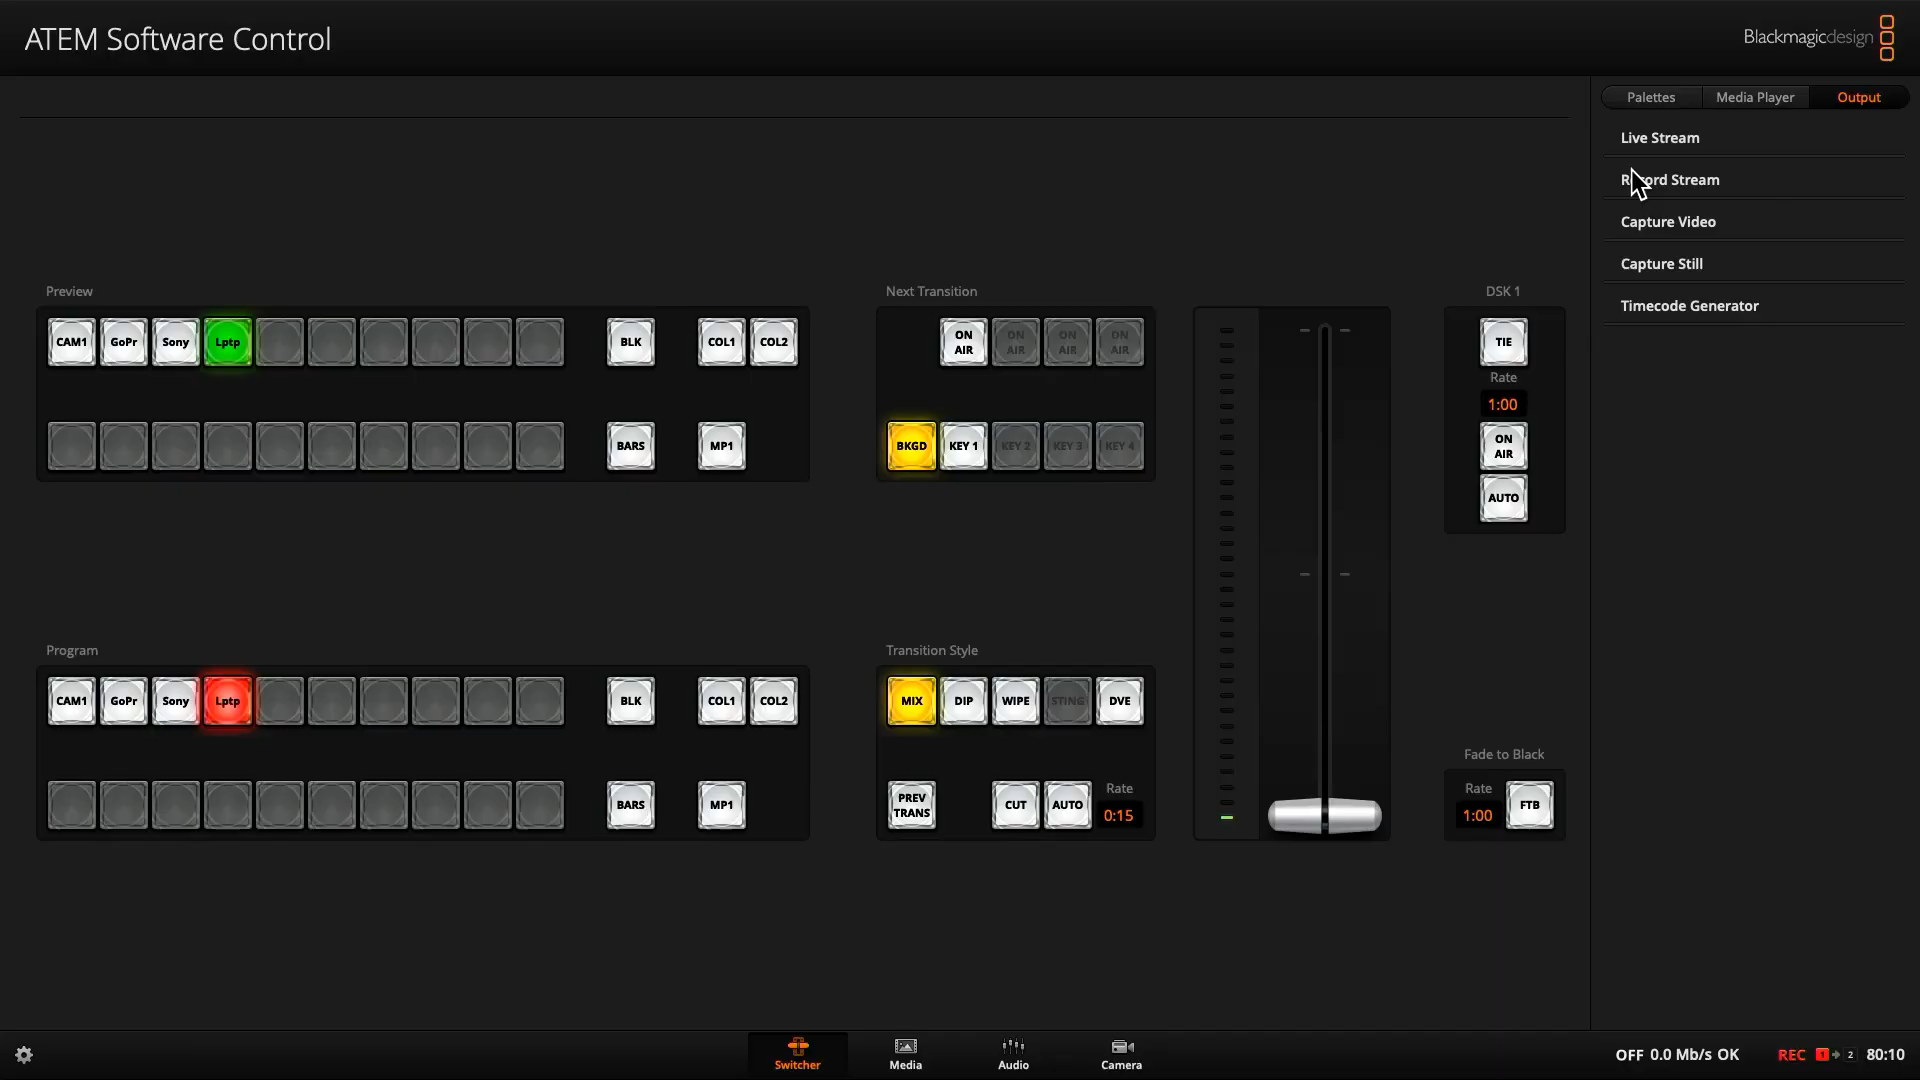 ATEM Software Control
Blackmagicdesign
Palettes
Media Player
Output
Live Stream
Record Stream
Capture Video
Capture Still
Timecode Generator
Preview
CAM1 GoPr Sony Lptp BLK COL1 COL2
BARS MP1
Next Transition
ON AIR ON AIR ON AIR ON AIR
BKGD KEY 1 KEY 2 KEY 3 KEY 4
DSK 1
TIE
Rate
1:00
ON AIR
AUTO
Program
CAM1 GoPr Sony Lptp BLK COL1 COL2
BARS MP1
Transition Style
MIX DIP WIPE STING DVE
PREV TRANS CUT AUTO
Rate
0:15
Fade to Black
Rate
1:00
FTB
Switcher
Media
Audio
Camera
OFF 0.0 Mb/s OK
REC 1 2 80:10